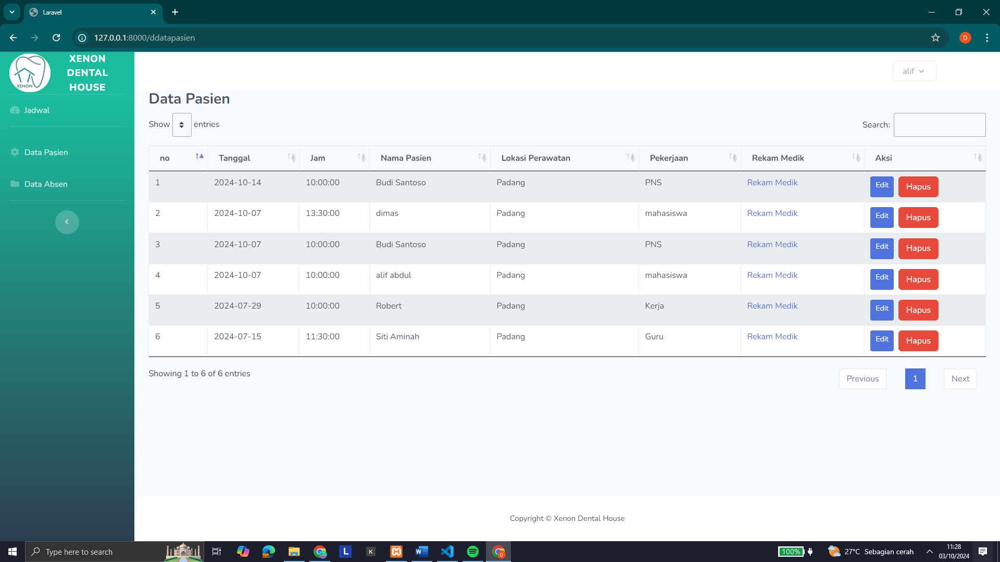 Laravel
127.0.0.1:8000/ddatapasien
D
XENON
XENON
DENTAL
HOUSE
alif
Jadwal
Data Pasien
Data Absen
Data Pasien
Show entries
Search:
no Tanggal Jam Nama Pasien Lokasi Perawatan Pekerjaan Rekam Medik Aksi
1 2024-10-14 10:00:00 Budi Santoso Padang PNS Rekam Medik Edit Hapus
2 2024-10-07 13:30:00 dimas Padang mahasiswa Rekam Medik Edit Hapus
3 2024-10-07 10:00:00 Budi Santoso Padang PNS Rekam Medik Edit Hapus
4 2024-10-07 10:00:00 alif abdul Padang mahasiswa Rekam Medik Edit Hapus
5 2024-07-29 10:00:00 Robert Padang Kerja Rekam Medik Edit Hapus
6 2024-07-15 11:30:00 Siti Aminah Padang Guru Rekam Medik Edit Hapus
Showing 1 to 6 of 6 entries
Previous 1 Next
Copyright © Xenon Dental House
Type here to search
L
K
W
D
100%
27°C Sebagian cerah
11:28
03/10/2024